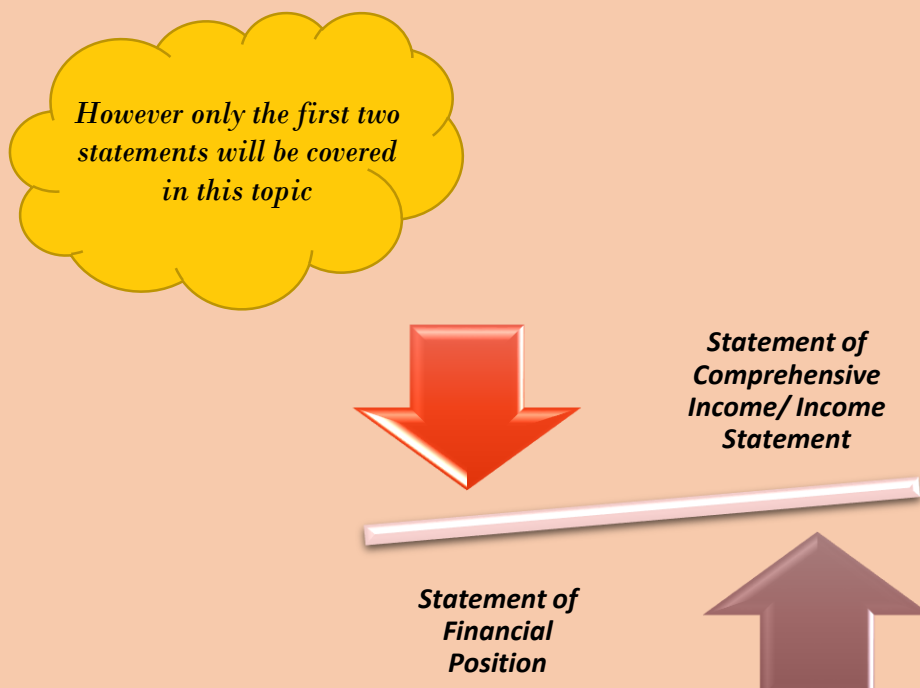 However only the first two
statements will be covered
in this topic
Statement of
Comprehensive
Income/ Income
Statement
Statement of
Financial
Position